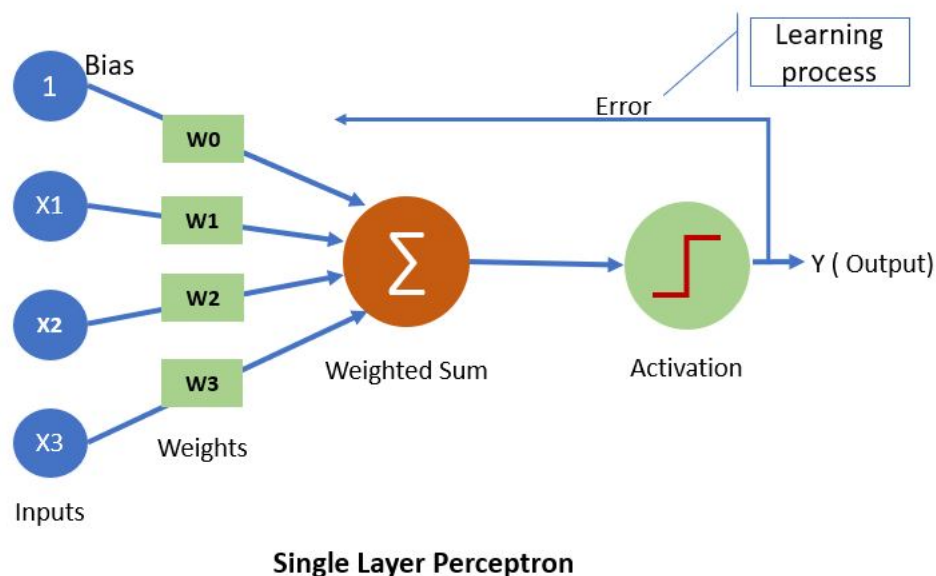 Learning
process
1
Bias
Error
W0
X1
W1
∑
Y ( Output)
W2
X2
W3
Weighted Sum
Activation
X3
Weights
Inputs
Single Layer Perceptron